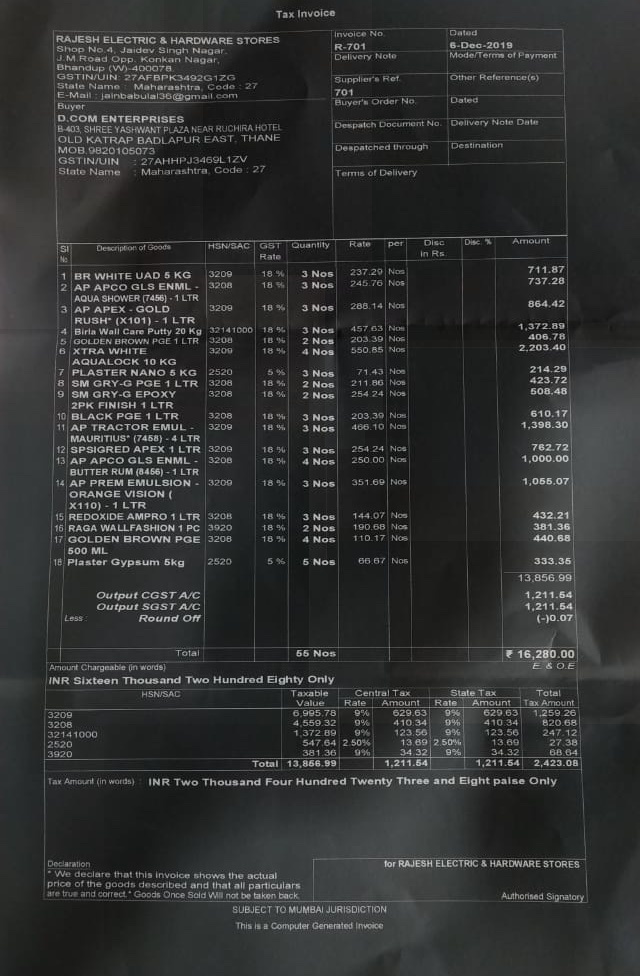 Tax Invoice
RAJESH ELECTRIC & HARDWARE STORES
Shop No.4, Jaidev Singh Nagar,
J.M.Road Opp. Konkan Nagar,
Bhandup (W)-400078.
GSTIN/UIN: 27AFBPK3492G1ZG
State Name : Maharashtra, Code : 27
E-Mail : jainbabulal36@gmail.com
Invoice No. Dated
R-701 6-Dec-2019
Delivery Note Mode/Terms of Payment
Supplier's Ref. Other Reference(s)
701
Buyer
D.COM ENTERPRISES
B-403, SHREE YASHWANT PLAZA NEAR RUCHIRA HOTEL
OLD KATRAP BADLAPUR EAST, THANE
MOB.9820105073
GSTIN/UIN : 27AHHPJ3469L1ZV
State Name : Maharashtra, Code : 27
Buyer's Order No. Dated
Despatch Document No. Delivery Note Date
Despatched through Destination
Terms of Delivery
Sl No. Description of Goods HSN/SAC GST Rate Quantity Rate per Disc in Rs. Disc. % Amount
1 BR WHITE UAD 5 KG 3209 18 % 3 Nos 237.29 Nos 711.87
2 AP APCO GLS ENML - 3208 18 % 3 Nos 245.76 Nos 737.28
AQUA SHOWER (7456) - 1 LTR
3 AP APEX - GOLD 3209 18 % 3 Nos 288.14 Nos 864.42
RUSH* (X101) - 1 LTR
4 Birla Wall Care Putty 20 Kg 32141000 18 % 3 Nos 457.63 Nos 1,372.89
5 GOLDEN BROWN PGE 1 LTR 3208 18 % 2 Nos 203.39 Nos 406.78
6 XTRA WHITE 3209 18 % 4 Nos 550.85 Nos 2,203.40
AQUALOCK 10 KG
7 PLASTER NANO 5 KG 2520 5 % 3 Nos 71.43 Nos 214.29
8 SM GRY-G PGE 1 LTR 3208 18 % 2 Nos 211.86 Nos 423.72
9 SM GRY-G EPOXY 3208 18 % 2 Nos 254.24 Nos 508.48
2PK FINISH 1 LTR
10 BLACK PGE 1 LTR 3208 18 % 3 Nos 203.39 Nos 610.17
11 AP TRACTOR EMUL - 3209 18 % 3 Nos 466.10 Nos 1,398.30
MAURITIUS* (7458) - 4 LTR
12 SPSIGRED APEX 1 LTR 3209 18 % 3 Nos 254.24 Nos 762.72
13 AP APCO GLS ENML - 3208 18 % 4 Nos 250.00 Nos 1,000.00
BUTTER RUM (8456) - 1 LTR
14 AP PREM EMULSION - 3209 18 % 3 Nos 351.69 Nos 1,055.07
ORANGE VISION (
X110) - 1 LTR
15 REDOXIDE AMPRO 1 LTR 3208 18 % 3 Nos 144.07 Nos 432.21
16 RAGA WALLFASHION 1 PC 3920 18 % 2 Nos 190.68 Nos 381.36
17 GOLDEN BROWN PGE 3208 18 % 4 Nos 110.17 Nos 440.68
500 ML
18 Plaster Gypsum 5kg 2520 5 % 5 Nos 66.67 Nos 333.35
13,856.99
Output CGST A/C 1,211.54
Output SGST A/C 1,211.54
Less : Round Off (-)0.07
Total 55 Nos ₹ 16,280.00
Amount Chargeable (in words) E. & O.E
INR Sixteen Thousand Two Hundred Eighty Only
HSN/SAC Taxable Value Central Tax Rate Amount State Tax Rate Amount Total Tax Amount
3209 6,995.78 9% 629.63 9% 629.63 1,259.26
3208 4,559.32 9% 410.34 9% 410.34 820.68
32141000 1,372.89 9% 123.56 9% 123.56 247.12
2520 547.64 2.50% 13.69 2.50% 13.69 27.38
3920 381.36 9% 34.32 9% 34.32 68.64
Total 13,856.99 1,211.54 1,211.54 2,423.08
Tax Amount (in words) : INR Two Thousand Four Hundred Twenty Three and Eight paise Only
Declaration
" We declare that this invoice shows the actual
price of the goods described and that all particulars
are true and correct." Goods Once Sold Will not be taken back.
for RAJESH ELECTRIC & HARDWARE STORES
Authorised Signatory
SUBJECT TO MUMBAI JURISDICTION
This is a Computer Generated Invoice